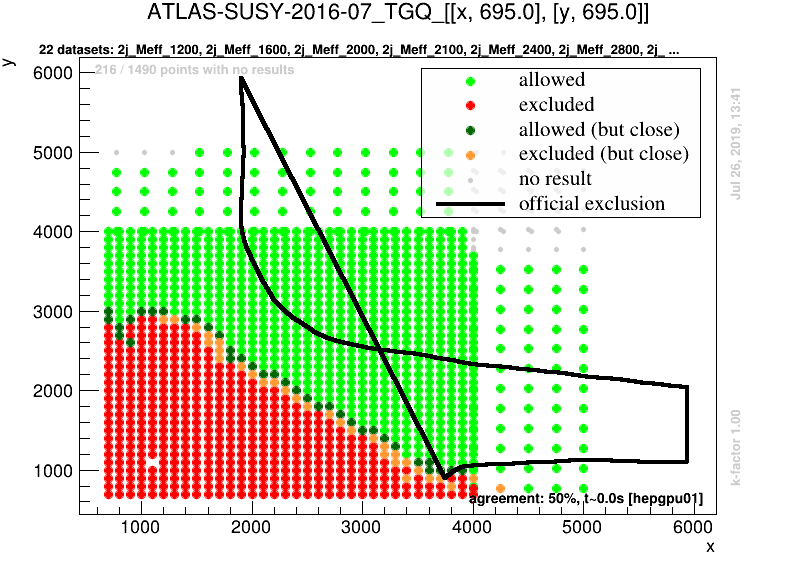 ATLAS-SUSY-2016-07_TGQ_[[x, 695.0], [y, 695.0]]
22 datasets: 2j_Meff_1200, 2j_Meff_1600, 2j_Meff_2000, 2j_Meff_2100, 2j_Meff_2400, 2j_Meff_2800, 2j_ ...
y
216 / 1490 points with no results
allowed
excluded
allowed (but close)
excluded (but close)
no result
official exclusion
Jul 26, 2019, 13:41
k-factor 1.00
6000
5000
4000
3000
2000
1000
agreement: 50%, t~0.0s [hepgpu01]
1000 2000 3000 4000 5000 6000
x